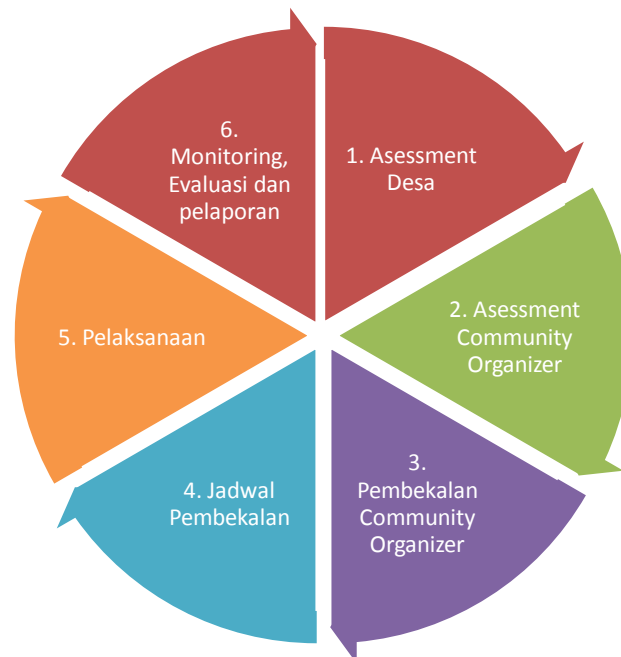 1. Asessment
Desa
2. Asessment
Community
Organizer
3.
Pembekalan
Community
Organizer
4. Jadwal
Pembekalan
5. Pelaksanaan
6.
Monitoring,
Evaluasi dan
pelaporan